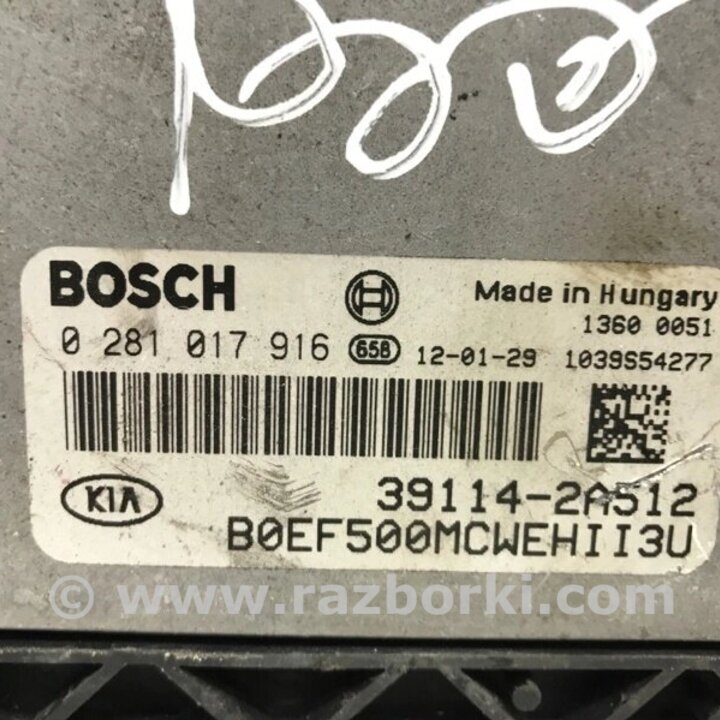 BOSCH
Made in Hungary
1360 0051
0 281 017 916 658 12-01-29 1039S54277
KIA
39114-2A512
B0EF500MCWEHII3U
© www.razborki.com